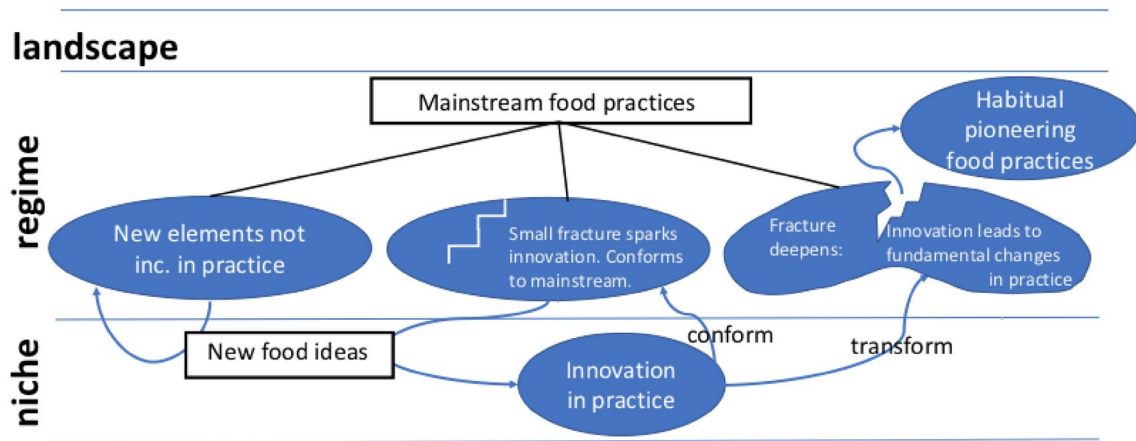 landscape
Mainstream food practices
Habitual
pioneering
food practices
regime
New elements not
inc. in practice
Small fracture sparks
innovation. Conforms
to mainstream.
Fracture
deepens:
Innovation leads to
fundamental changes
in practice
niche
New food ideas
conform
transform
Innovation
in practice